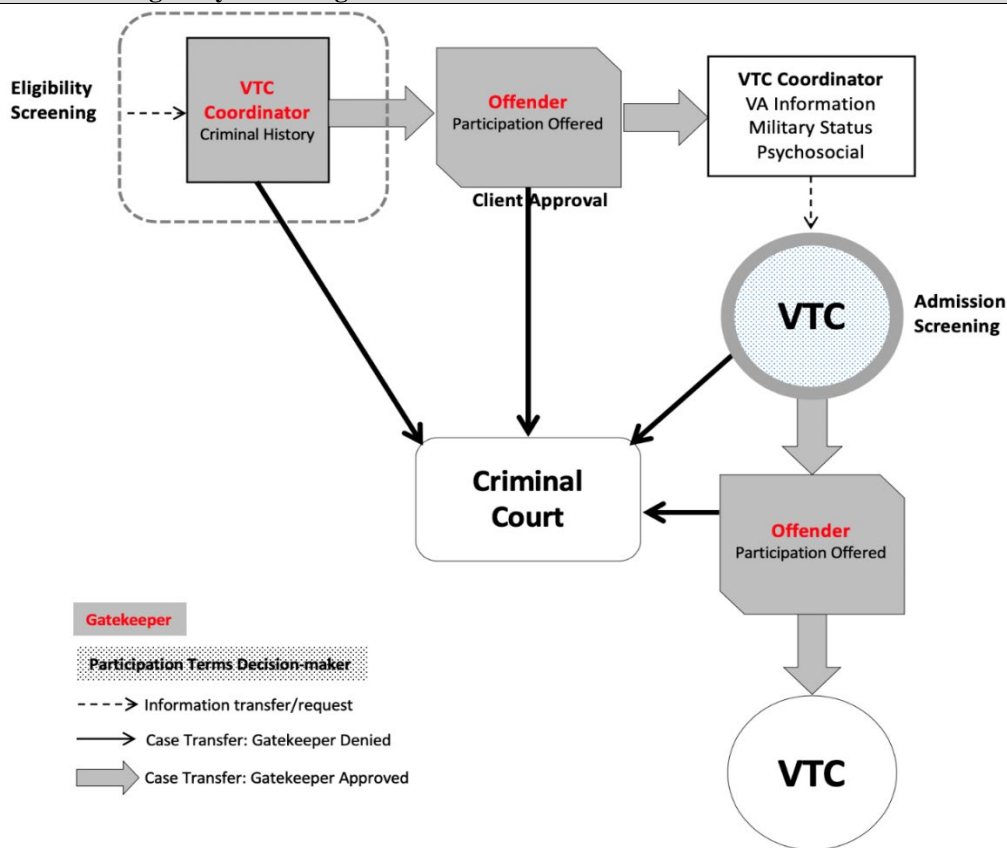 Eligibility
Screening
VTC
Coordinator
Criminal History
Offender
Participation Offered
Client Approval
VTC Coordinator
VA Information
Military Status
Psychosocial
VTC
Admission
Screening
Criminal
Court
Offender
Participation Offered
VTC
Gatekeeper
Participation Terms Decision-maker
Information transfer/request
Case Transfer: Gatekeeper Denied
Case Transfer: Gatekeeper Approved